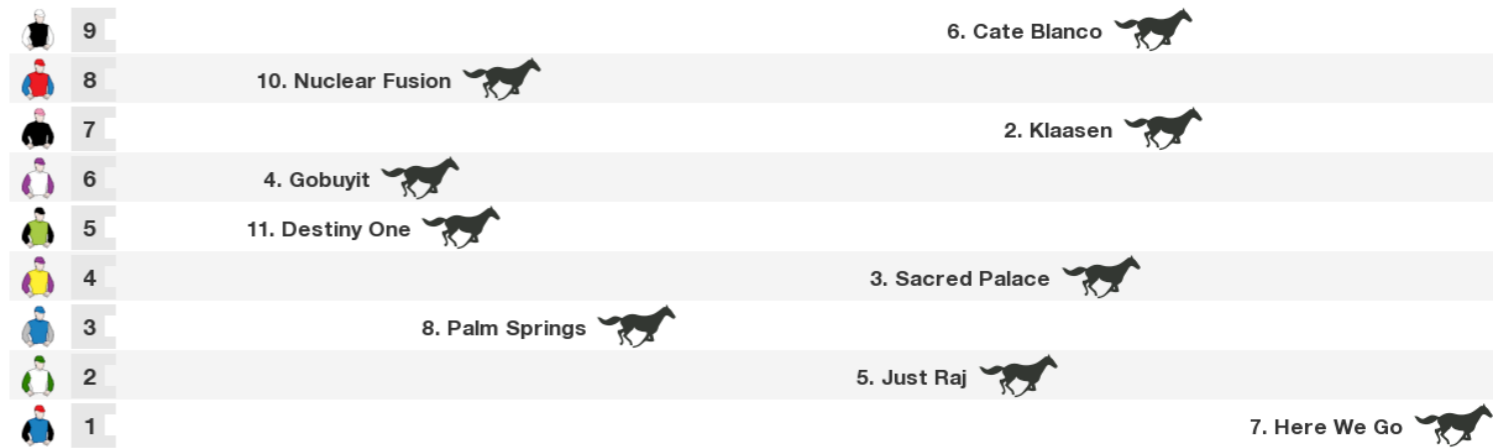 9 6. Cate Blanco
8 10. Nuclear Fusion
7 2. Klaasen
6 4. Gobuyit
5 11. Destiny One
4 3. Sacred Palace
3 8. Palm Springs
2 5. Just Raj
1 7. Here We Go